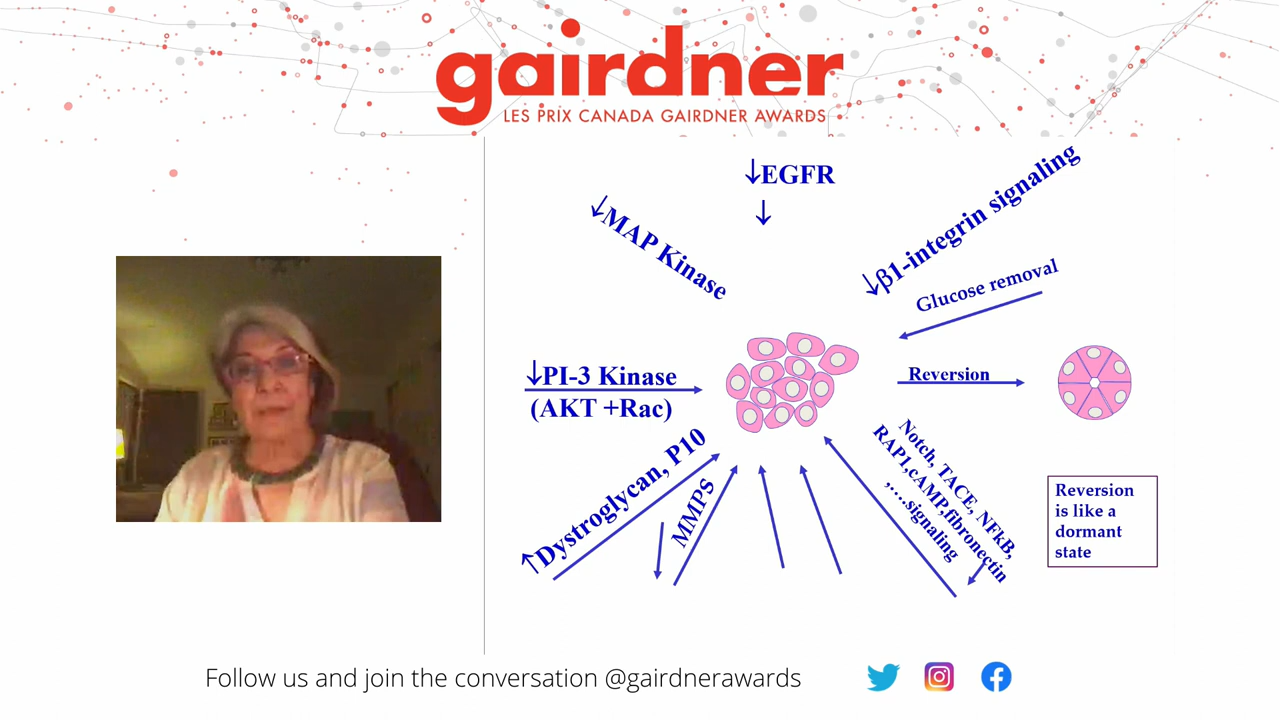 gairdner
LES PRIX CANADA GAIRDNER AWARDS
↓EGFR
↓
↓MAP Kinase
↓β1-integrin signaling
Glucose removal
↓PI-3 Kinase
(AKT +Rac)
Reversion
↑Dystroglycan, P10
MMPS
Notch, TACE, NFkB,
RAP1,cAMP,fibronectin
,....signaling
Reversion
is like a
dormant
state
Follow us and join the conversation @gairdnerawards